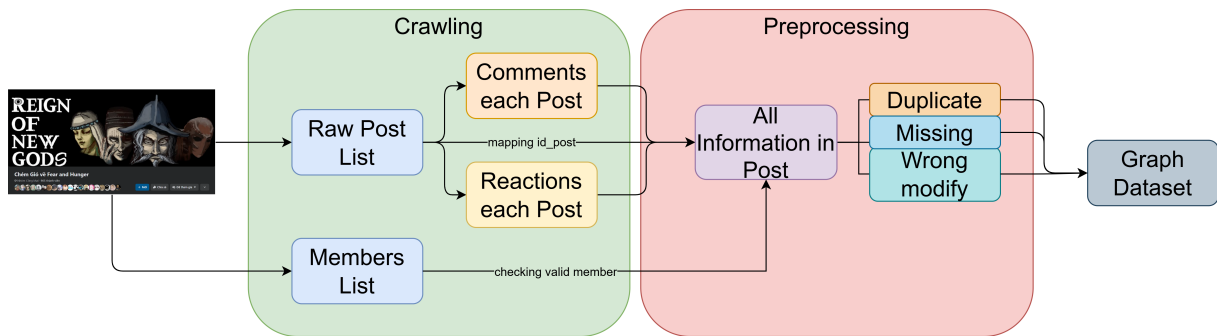 Crawling
Preprocessing
REIGN
OF
NEW
GODS
Chém Gió về Fear and Hunger
Raw Post
List
Comments
each Post
mapping id_post
Reactions
each Post
Members
List
checking valid member
All
Information in
Post
Duplicate
Missing
Wrong
modify
Graph
Dataset